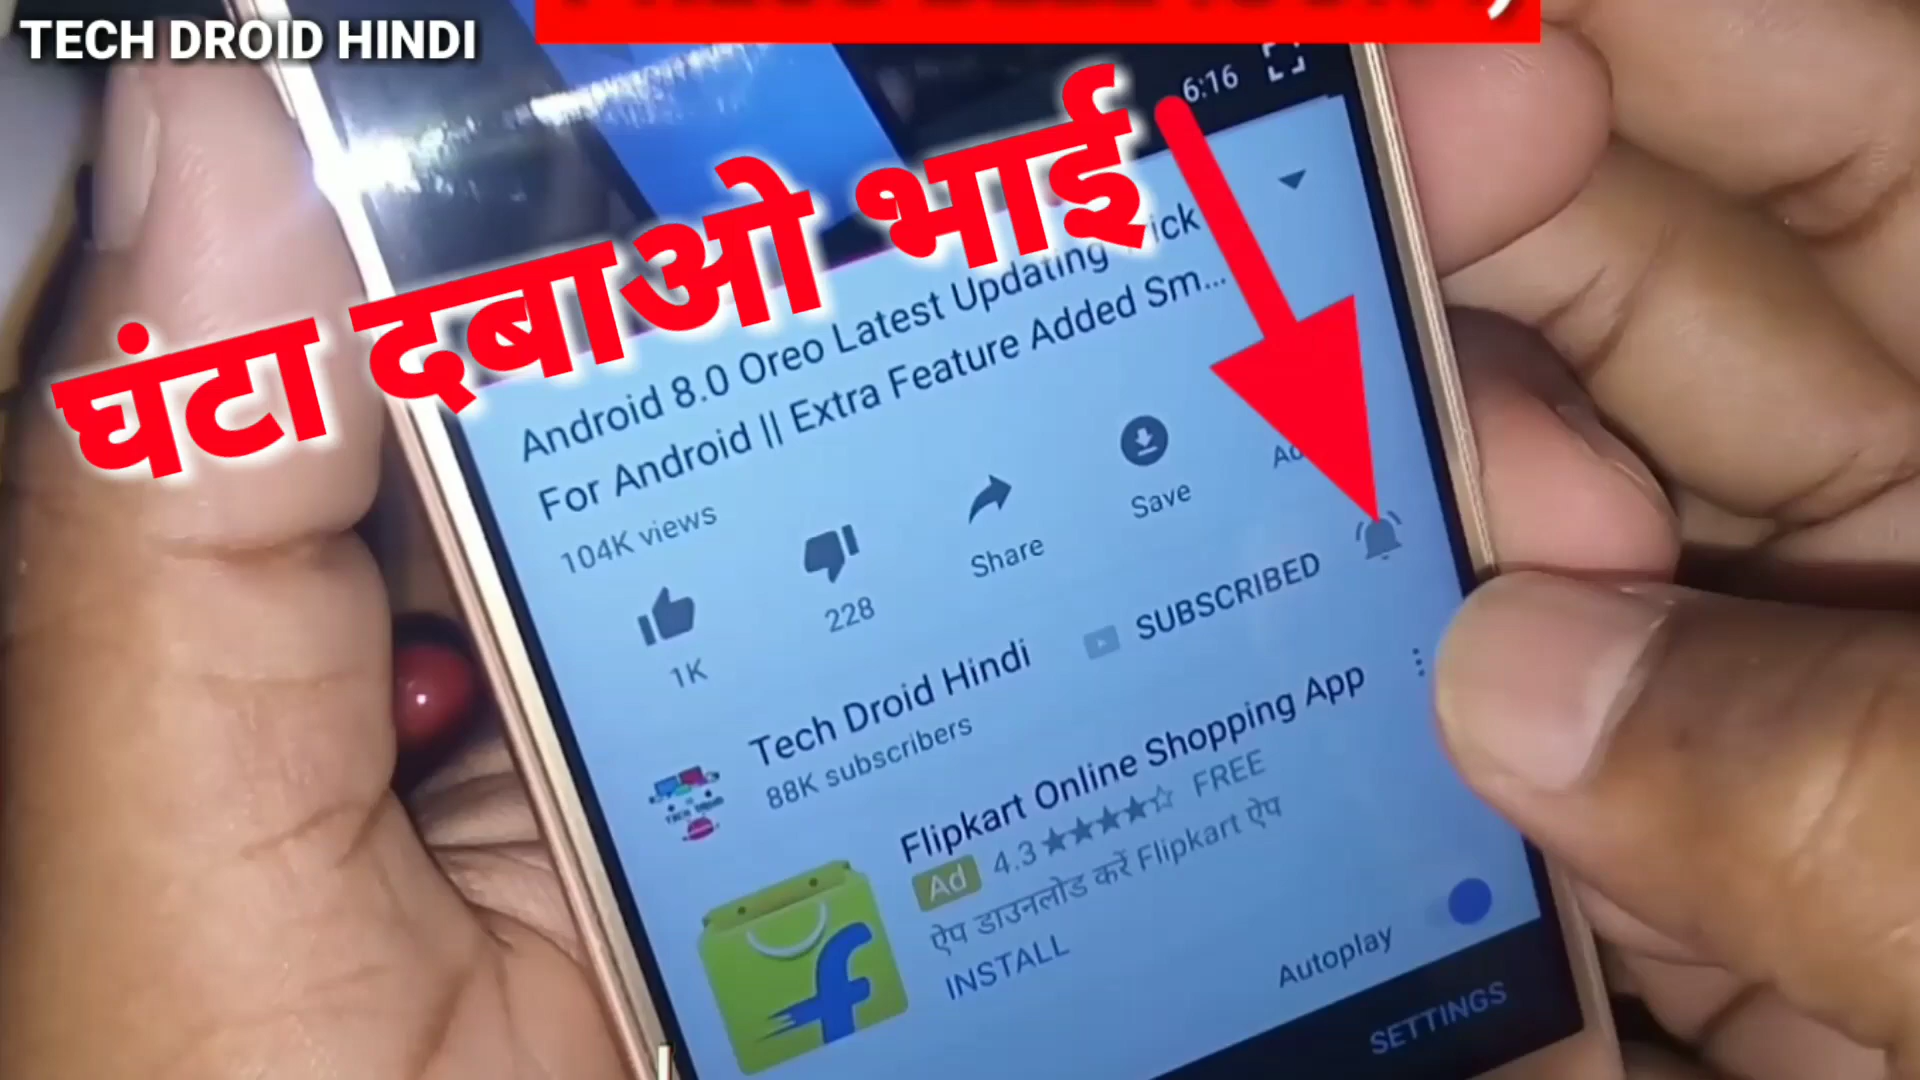 TECH DROID HINDI
6:16
घंटा दबाओ भाई
Android 8.0 Oreo Latest Updating
For Android || Extra Feature Added Sm...
104K views
1K
228
Share
Save
Tech Droid Hindi
88K subscribers
SUBSCRIBED
Flipkart Online Shopping App
Ad 4.3 FREE
ऐप डाउनलोड करें Flipkart ऐप
INSTALL
Autoplay
SETTINGS